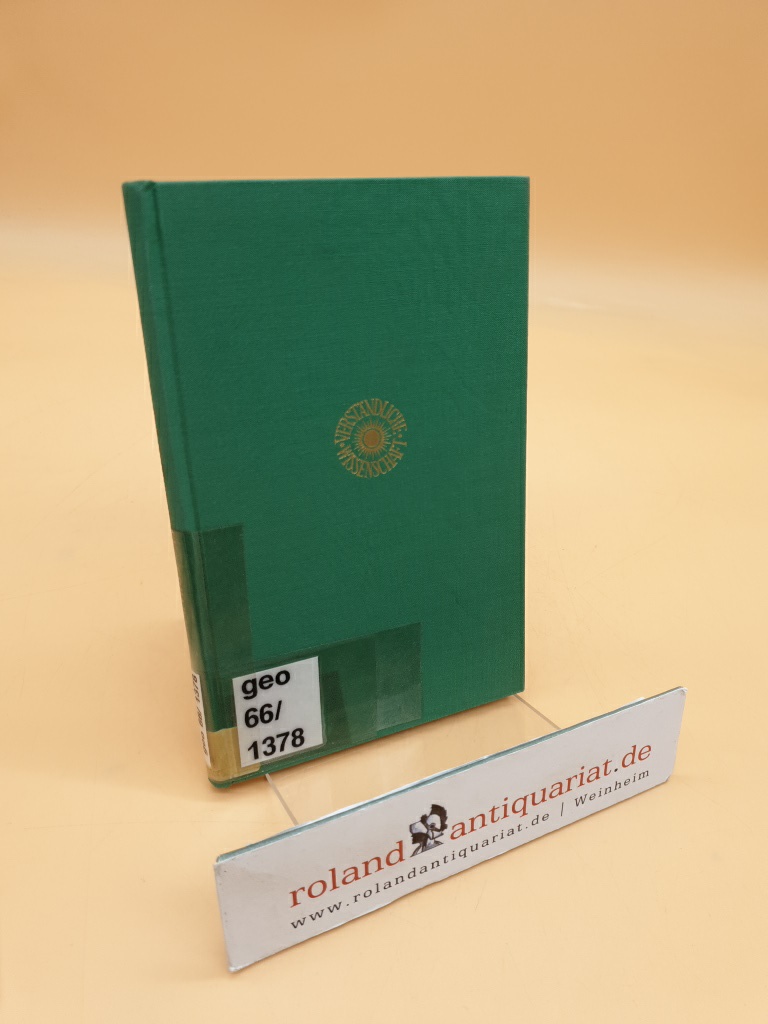 · VERSTÄNDLICHE ·
WISSENSCHAFT
geo
66/
1378
roland antiquariat.de
www.rolandantiquariat.de | Weinheim